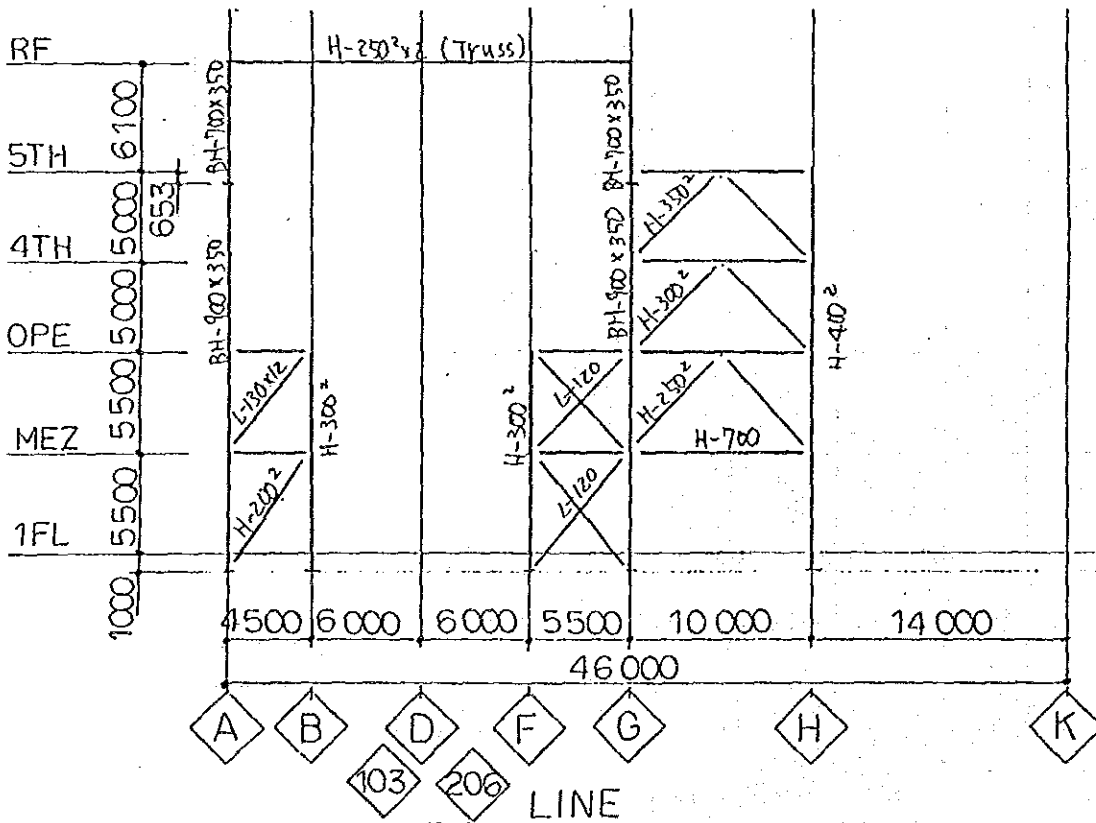 RF
H-250²x2 (Truss)
BH-700x350
BH-700x350
6100
5TH
653
5000
H-350²
4TH
BH-900x350
BH-900x350
5000
H-300²
H-400²
OPE
L-130x12
L-120
H-250²
5500
H-300²
H-300²
MEZ
H-700
H-200²
L-120
5500
1FL
1000
4500 6000 6000 5500 10000 14000
46000
A B D F G H K
103 206 LINE